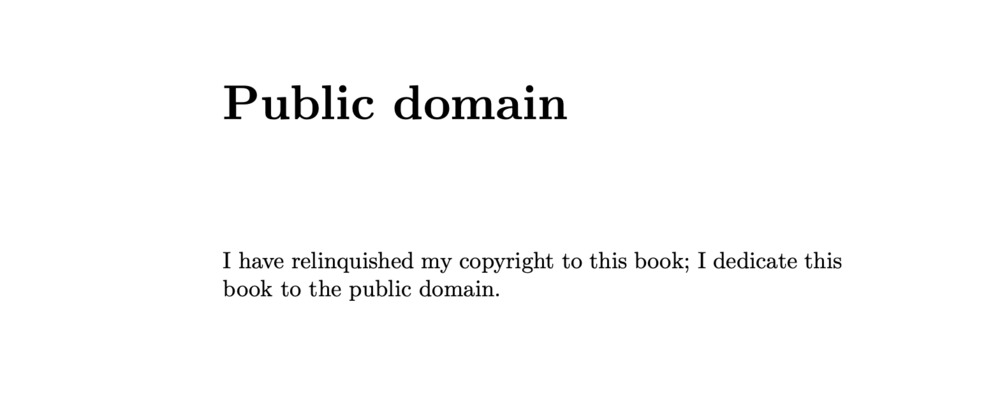 Public domain
I have relinquished my copyright to this book; I dedicate this
book to the public domain.